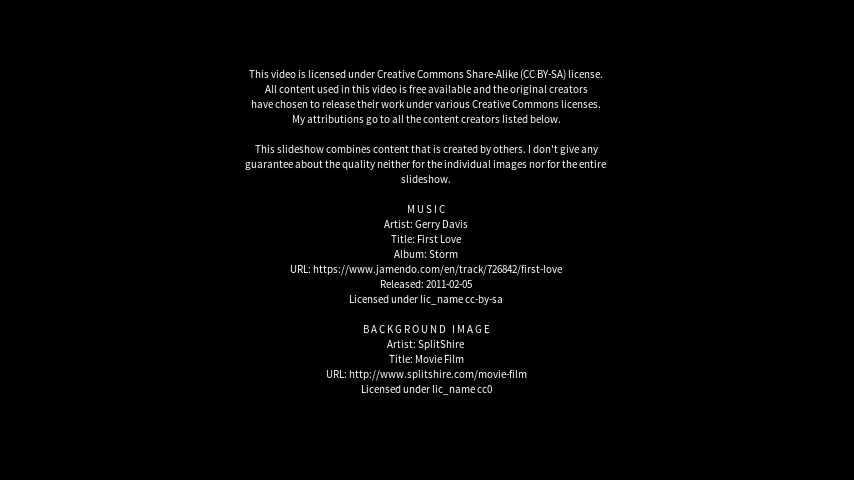 This video is licensed under Creative Commons Share-Alike (CC BY-SA) license.
All content used in this video is free available and the original creators
have chosen to release their work under various Creative Commons licenses.
My attributions go to all the content creators listed below.
This slideshow combines content that is created by others. I don't give any
guarantee about the quality neither for the individual images nor for the entire
slideshow.
MUSIC
Artist: Gerry Davis
Title: First Love
Album: Storm
URL: https://www.jamendo.com/en/track/726842/first-love
Released: 2011-02-05
Licensed under lic_name cc-by-sa
BACKGROUND IMAGE
Artist: SplitShire
Title: Movie Film
URL: http://www.splitshire.com/movie-film
Licensed under lic_name cc0